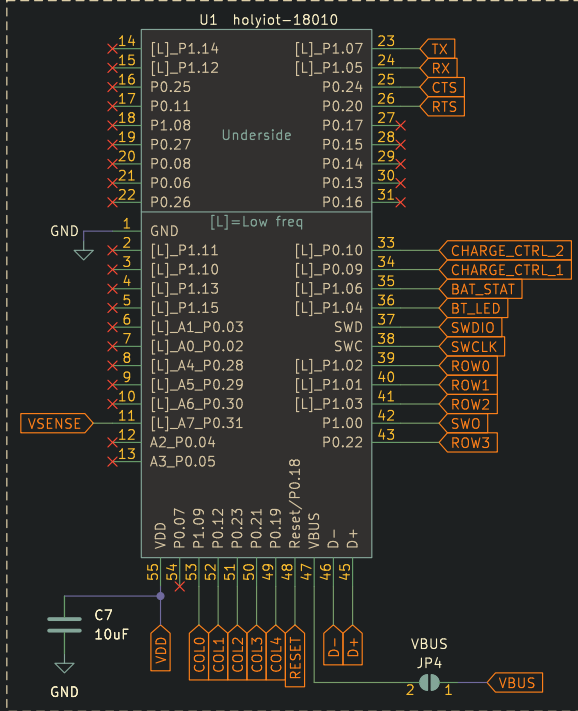 U1 holyiot-18010
14 [L]_P1.14 [L]_P1.07 23 TX
15 [L]_P1.12 [L]_P1.05 24 RX
16 P0.25 P0.24 25 CTS
17 P0.11 P0.20 26 RTS
18 P1.08 P0.17 27
19 P0.27 Underside P0.15 28
20 P0.08 P0.14 29
21 P0.06 P0.13 30
22 P0.26 P0.16 31
[L]=Low freq
GND 1 GND
2 [L]_P1.11 [L]_P0.10 33 CHARGE_CTRL_2
3 [L]_P1.10 [L]_P0.09 34 CHARGE_CTRL_1
4 [L]_P1.13 [L]_P1.06 35 BAT_STAT
5 [L]_P1.15 [L]_P1.04 36 BT_LED
6 [L]_A1_P0.03 SWD 37 SWDIO
7 [L]_A0_P0.02 SWC 38 SWCLK
8 [L]_A4_P0.28 [L]_P1.02 39 ROW0
9 [L]_A5_P0.29 [L]_P1.01 40 ROW1
10 [L]_A6_P0.30 [L]_P1.03 41 ROW2
VSENSE 11 [L]_A7_P0.31 P1.00 42 SWO
12 A2_P0.04 P0.22 43 ROW3
13 A3_P0.05
VDD P0.07 P1.09 P0.12 P0.23 P0.21 P0.19 Reset/P0.18 VBUS D- D+
55 54 53 52 51 50 49 48 47 46 45
C7
10uF
VDD COL0 COL1 COL2 COL3 COL4 RESET D- D+
GND
VBUS
JP4
2 1 VBUS